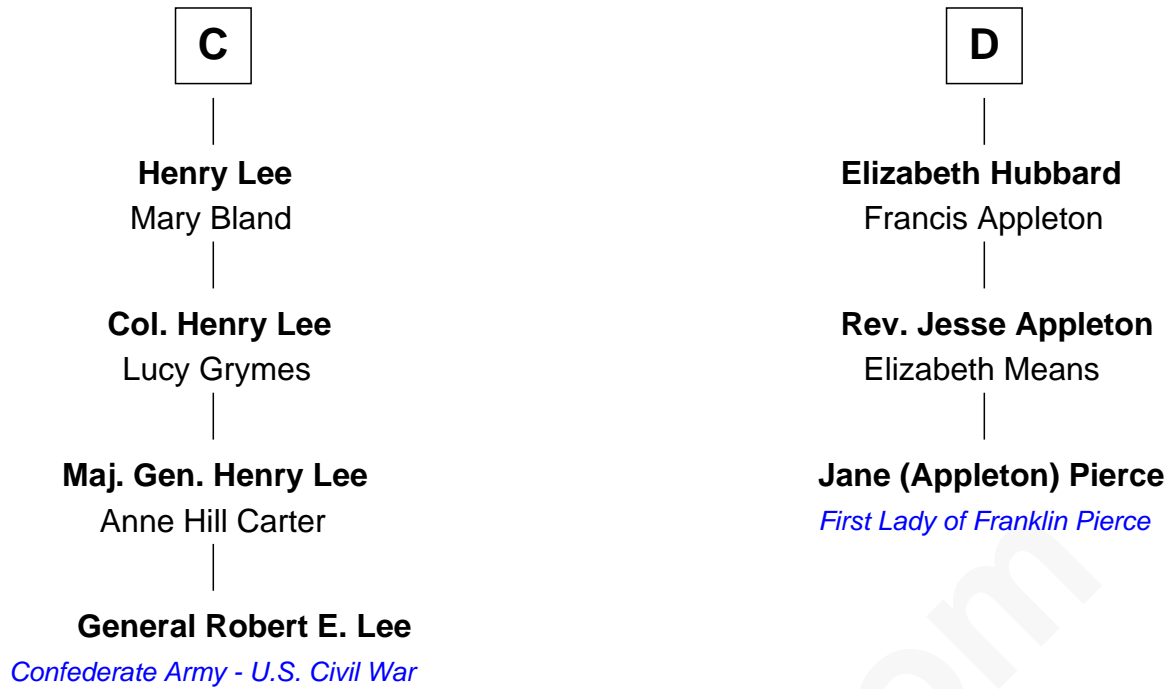 C
Henry Lee
Mary Bland
Col. Henry Lee
Lucy Grymes
Maj. Gen. Henry Lee
Anne Hill Carter
General Robert E. Lee
Confederate Army - U.S. Civil War
D
Elizabeth Hubbard
Francis Appleton
Rev. Jesse Appleton
Elizabeth Means
Jane (Appleton) Pierce
First Lady of Franklin Pierce
om